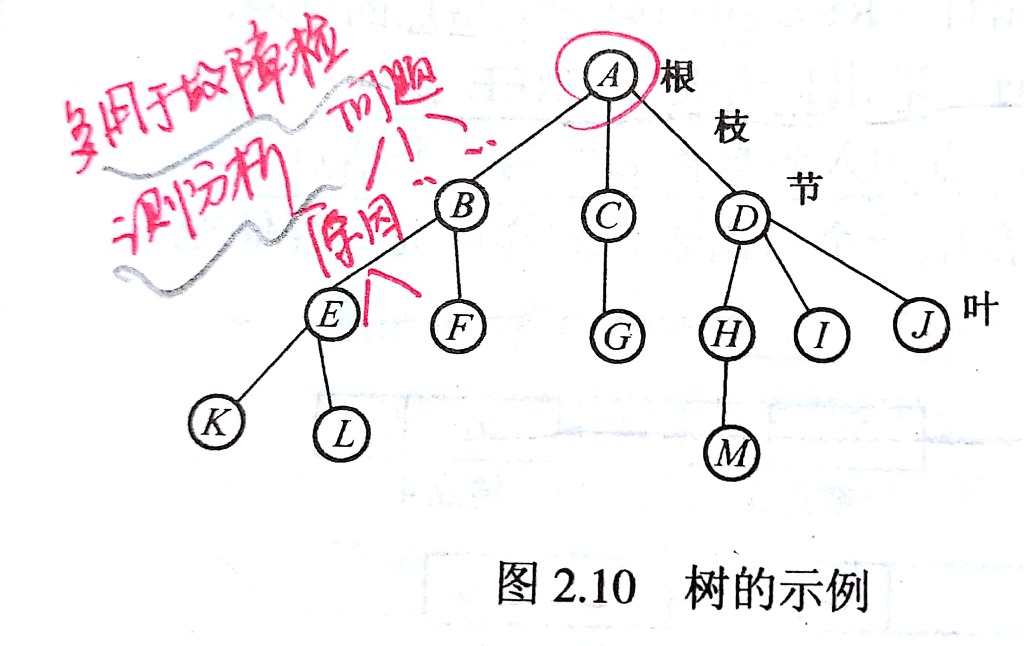 多用于故障检
测分析
问题
原因
A 根
枝
B C D 节
E F G H I J 叶
K L M
图 2.10 树的示例